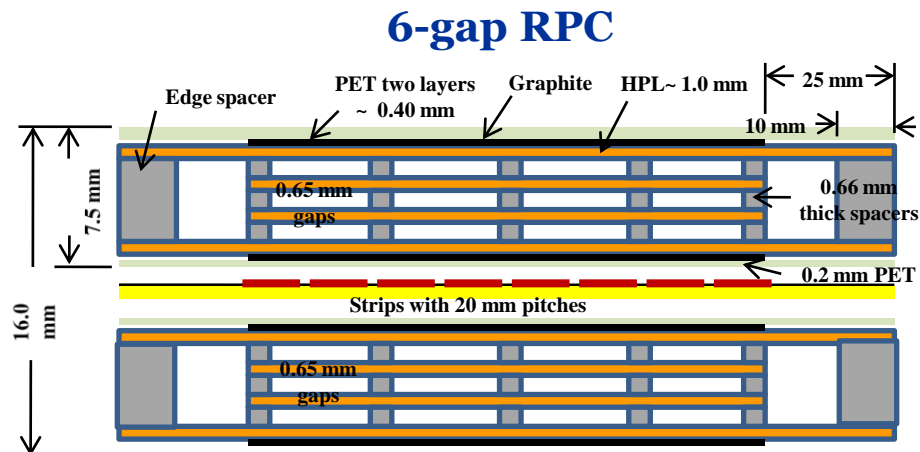 6-gap RPC
Edge spacer
PET two layers
~ 0.40 mm
Graphite
HPL~ 1.0 mm
25 mm
10 mm
7.5 mm
0.65 mm
gaps
0.66 mm
thick spacers
0.2 mm PET
Strips with 20 mm pitches
16.0
mm
0.65 mm
gaps